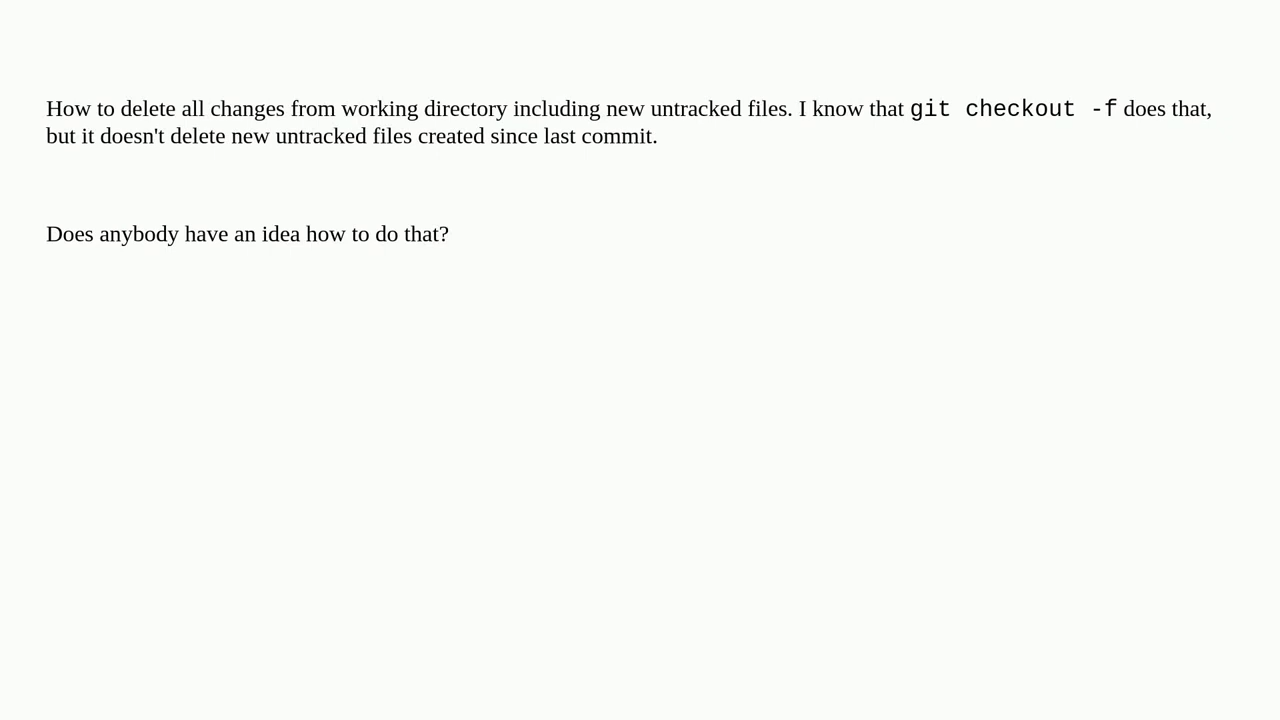 How to delete all changes from working directory including new untracked files. I know that git checkout -f does that,
but it doesn't delete new untracked files created since last commit.
Does anybody have an idea how to do that?